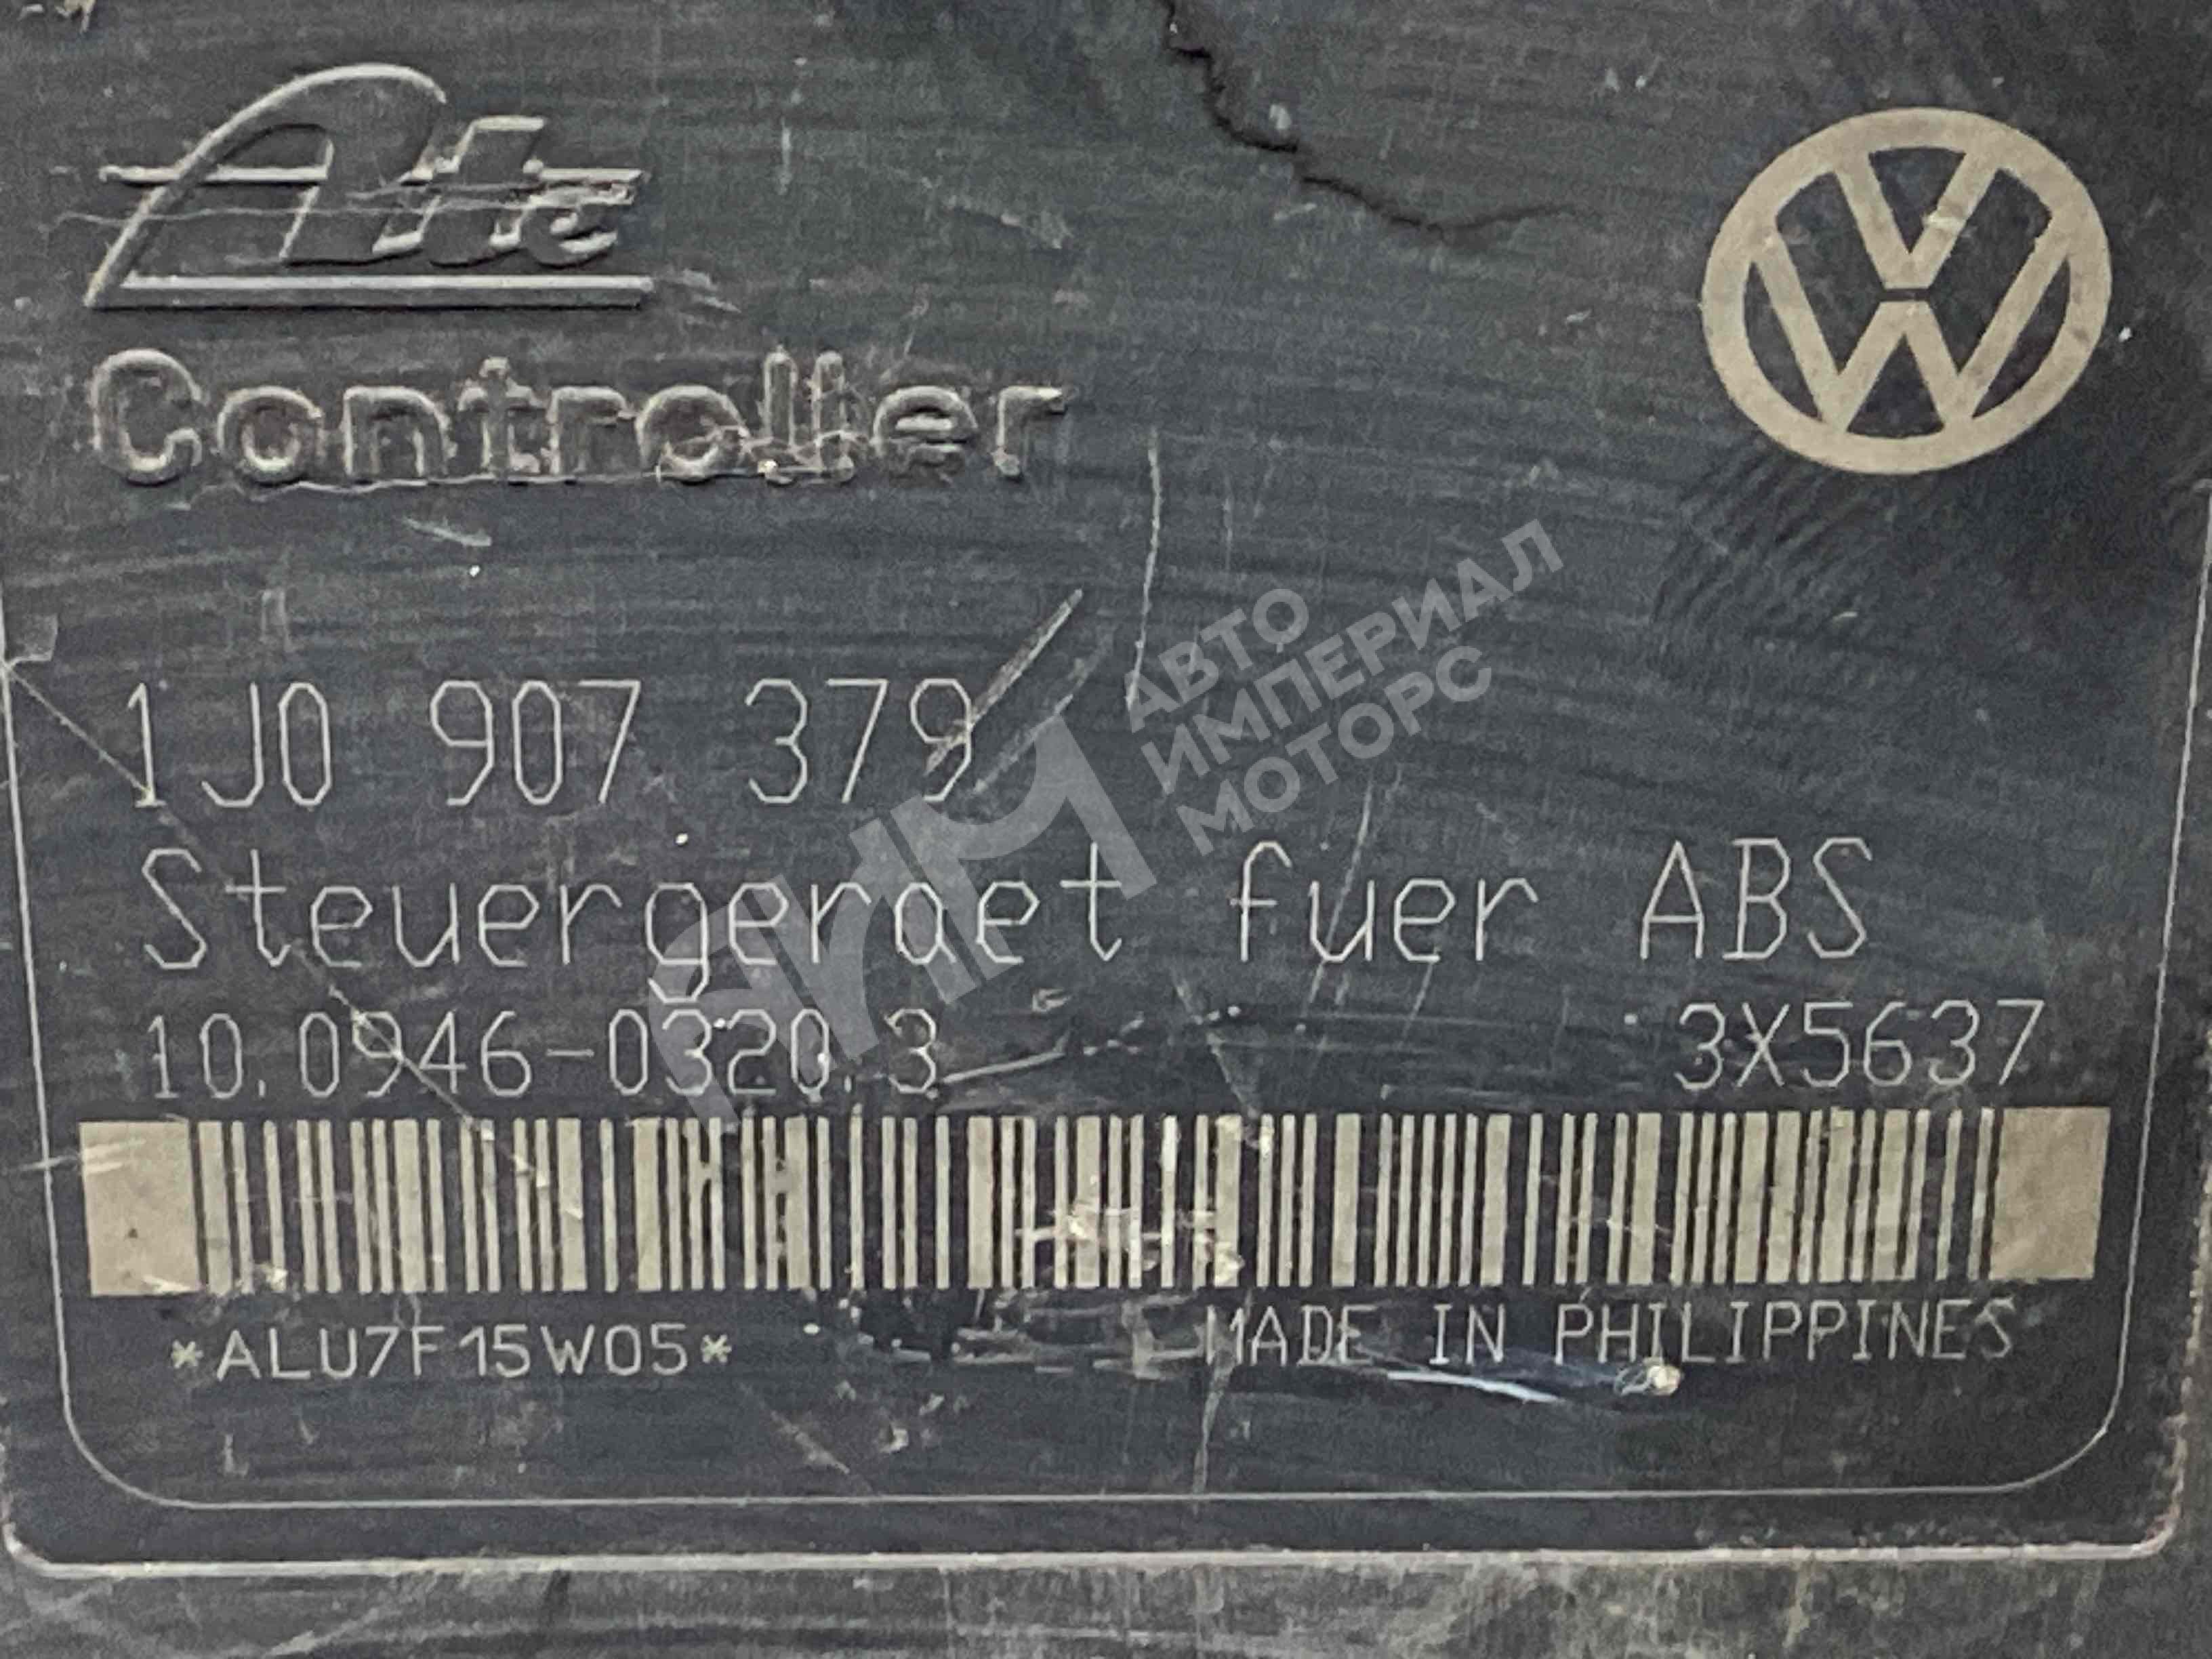 Ate
Controller
1J0 907 379
Steuergeraet fuer ABS
10.0946-0320.3 3X5637
*ALU7F15W05* MADE IN PHILIPPINES
АИМ АВТО
ИМПЕРИАЛ
МОТОРС